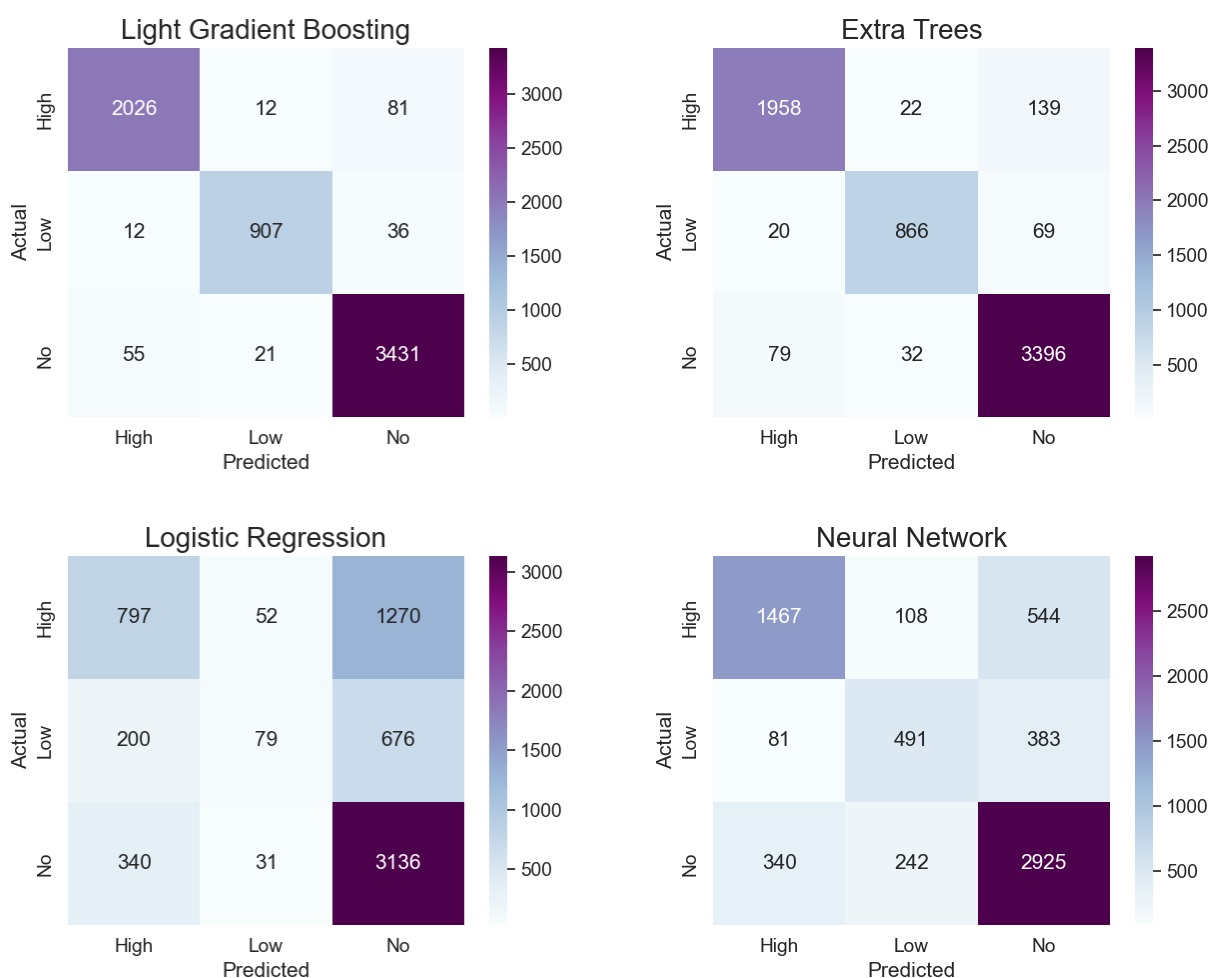 Light Gradient Boosting
High 2026 12 81
Low 12 907 36
No 55 21 3431
Actual
High Low No
Predicted
3000
2500
2000
1500
1000
500
Extra Trees
High 1958 22 139
Low 20 866 69
No 79 32 3396
Actual
High Low No
Predicted
3000
2500
2000
1500
1000
500
Logistic Regression
High 797 52 1270
Low 200 79 676
No 340 31 3136
Actual
High Low No
Predicted
3000
2500
2000
1500
1000
500
Neural Network
High 1467 108 544
Low 81 491 383
No 340 242 2925
Actual
High Low No
Predicted
2500
2000
1500
1000
500